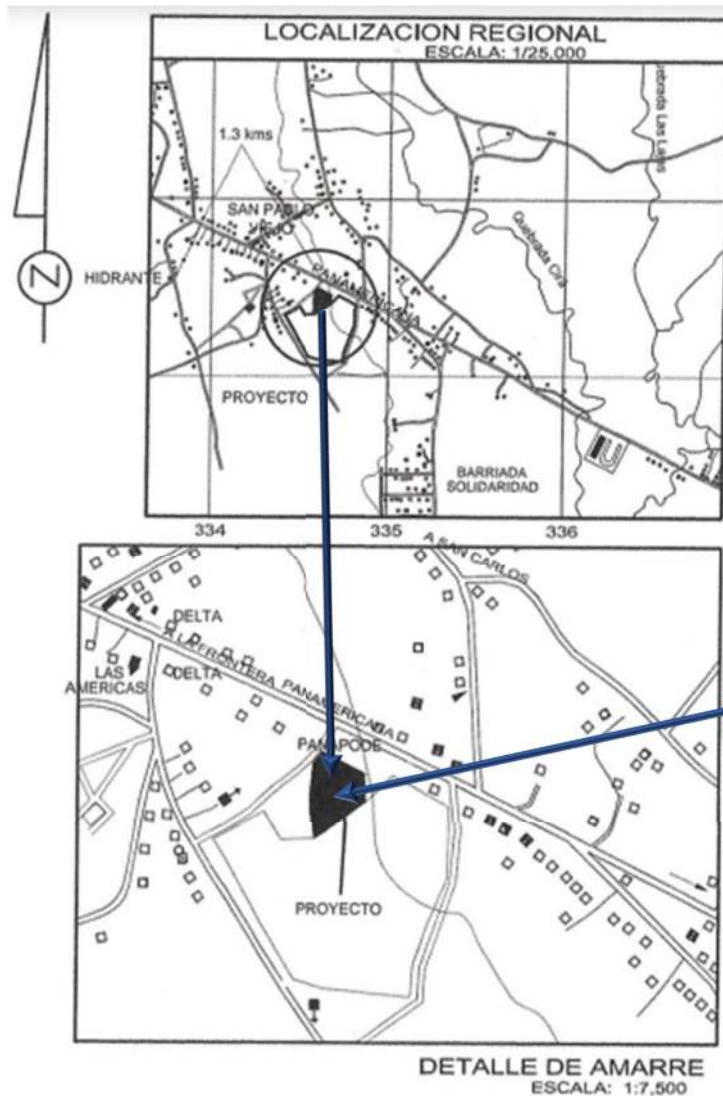 LOCALIZACION REGIONAL
ESCALA: 1/25,000
1.3 kms
Quebrada Las Lajas
SAN PABLO
VIEJO
Quebrada Cirá
HIDRANTE
PANAMERICANA
PROYECTO
BARRIADA
SOLIDARIDAD
334
335
336
N
A SAN CARLOS
DELTA
A LA FRONTERA PANAMERICANA
LAS
AMERICAS
DELTA
PANAPODE
PROYECTO
DETALLE DE AMARRE
ESCALA: 1:7,500